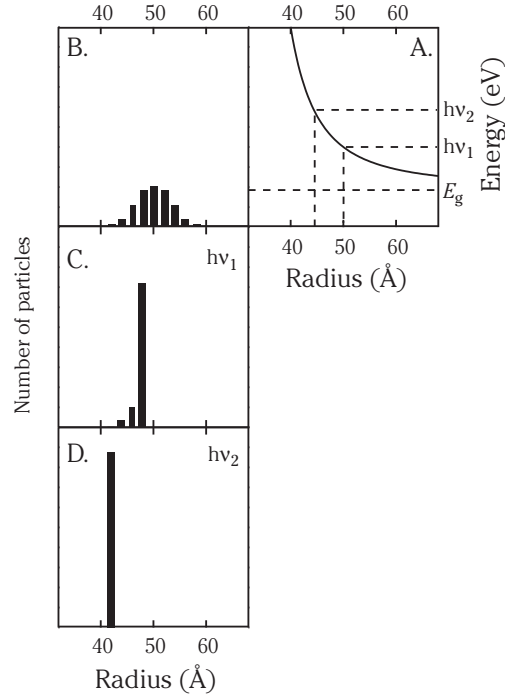 40 50 60
40 50 60
B.
A.
hν2
hν1
Eg
Energy (eV)
40 50 60
Radius (Å)
C.
hν1
Number of particles
D.
hν2
40 50 60
Radius (Å)